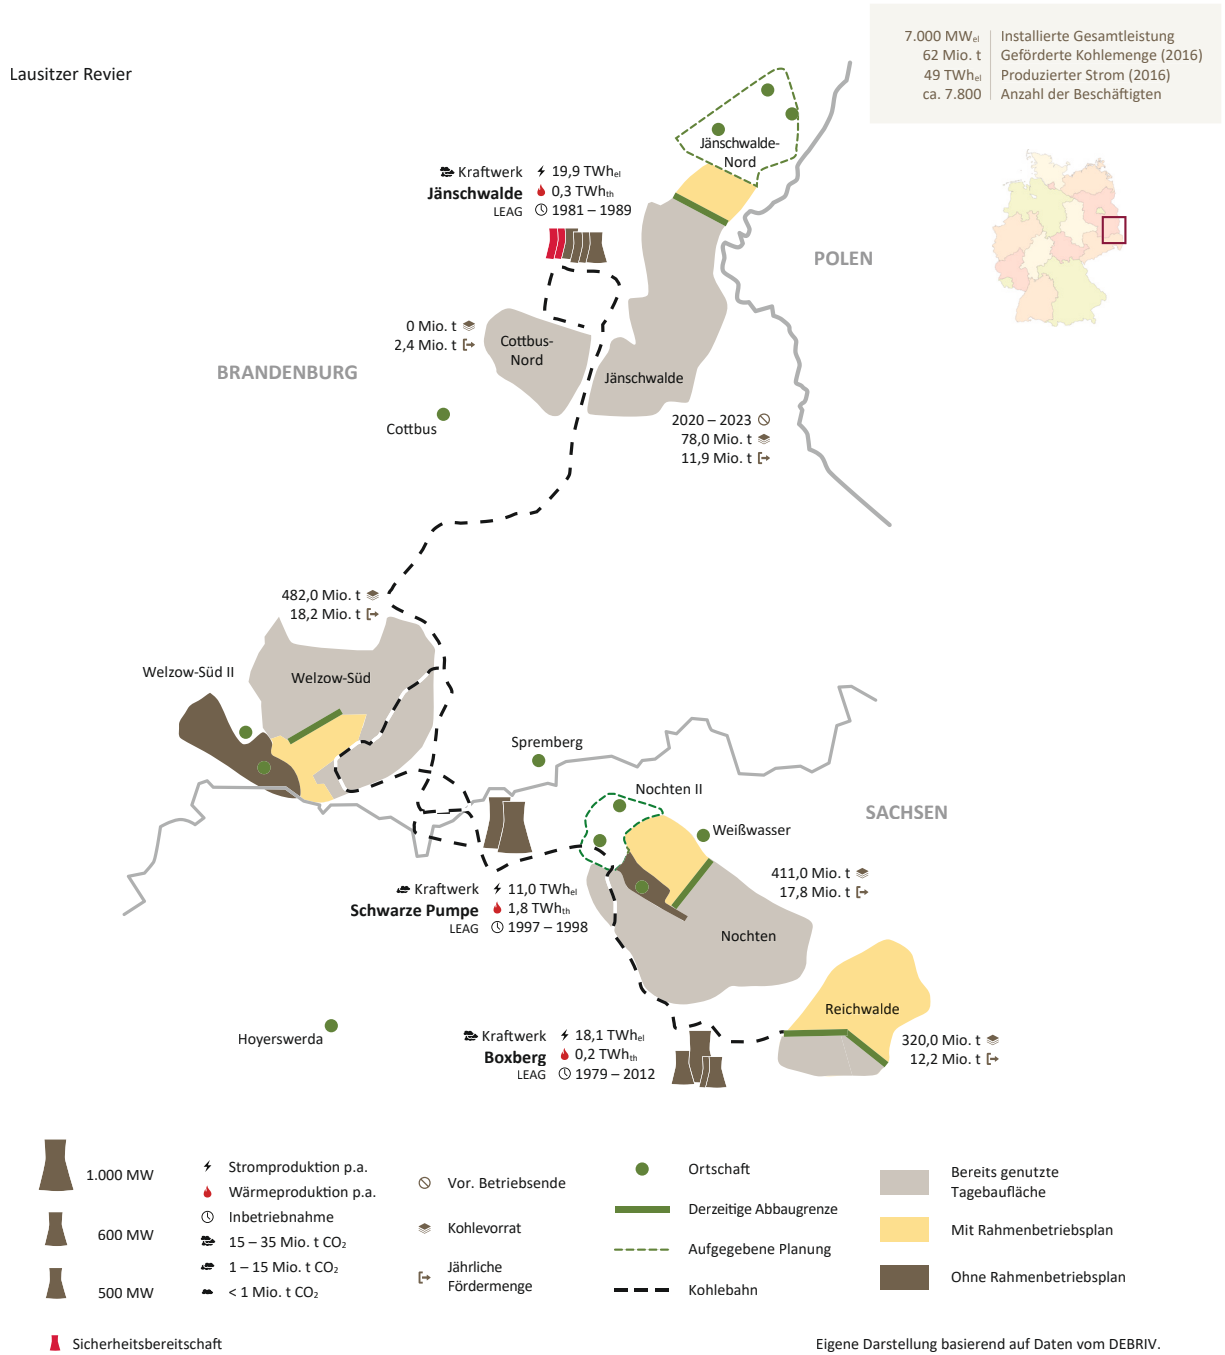 7.000 MWel Installierte Gesamtleistung
62 Mio. t Geförderte Kohlemenge (2016)
49 TWhel Produzierter Strom (2016)
ca. 7.800 Anzahl der Beschäftigten
Lausitzer Revier
Jänschwalde-
Nord
Kraftwerk 19,9 TWhel
Jänschwalde 0,3 TWhth
LEAG 1981 – 1989
POLEN
0 Mio. t
2,4 Mio. t
Cottbus-
Nord
BRANDENBURG
Jänschwalde
Cottbus
2020 – 2023
78,0 Mio. t
11,9 Mio. t
482,0 Mio. t
18,2 Mio. t
Welzow-Süd II
Welzow-Süd
Spremberg
Nochten II
SACHSEN
Weißwasser
411,0 Mio. t
17,8 Mio. t
Kraftwerk 11,0 TWhel
Schwarze Pumpe 1,8 TWhth
LEAG 1997 – 1998
Nochten
Reichwalde
Hoyerswerda
Kraftwerk 18,1 TWhel
Boxberg 0,2 TWhth
LEAG 1979 – 2012
320,0 Mio. t
12,2 Mio. t
1.000 MW
600 MW
500 MW
Stromproduktion p.a.
Wärmeproduktion p.a.
Inbetriebnahme
15 – 35 Mio. t CO₂
1 – 15 Mio. t CO₂
< 1 Mio. t CO₂
Vor. Betriebsende
Kohlevorrat
Jährliche
Fördermenge
Ortschaft
Derzeitige Abbaugrenze
Aufgegebene Planung
Kohlebahn
Bereits genutzte
Tagebaufläche
Mit Rahmenbetriebsplan
Ohne Rahmenbetriebsplan
Sicherheitsbereitschaft
Eigene Darstellung basierend auf Daten vom DEBRIV.